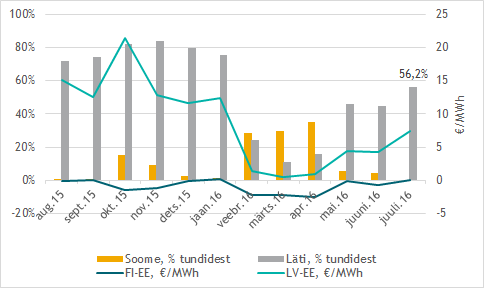 100%
80%
60%
40%
20%
0%
-20%
25
20
15
10
5
0
-5
€/MWh
56,2%
aug.15
sept.15
okt.15
nov.15
dets.15
jaan.16
veebr.16
märts.16
apr.16
mai.16
juuni.16
juuli.16
Soome, % tundidest
Läti, % tundidest
FI-EE, €/MWh
LV-EE, €/MWh